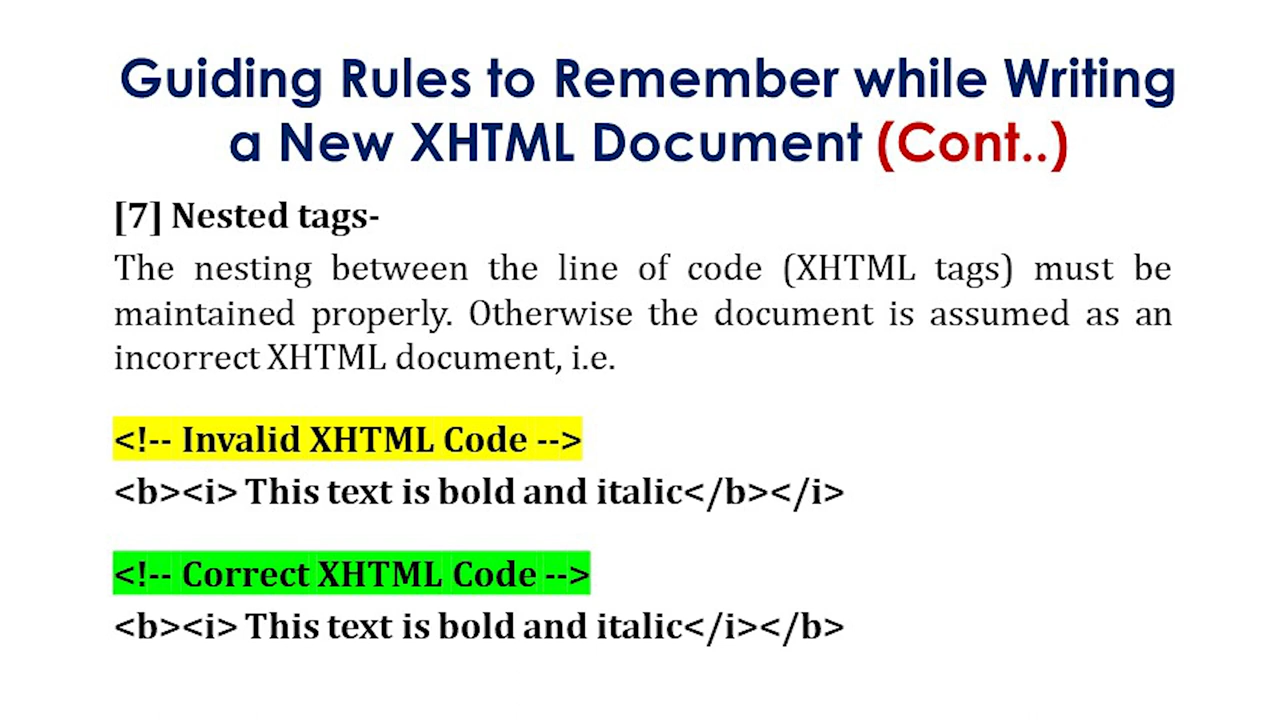 Guiding Rules to Remember while Writing
a New XHTML Document (Cont..)
[7] Nested tags-
The nesting between the line of code (XHTML tags) must be
maintained properly. Otherwise the document is assumed as an
incorrect XHTML document, i.e.
<!-- Invalid XHTML Code -->
<b><i> This text is bold and italic</b></i>
<!-- Correct XHTML Code -->
<b><i> This text is bold and italic</i></b>